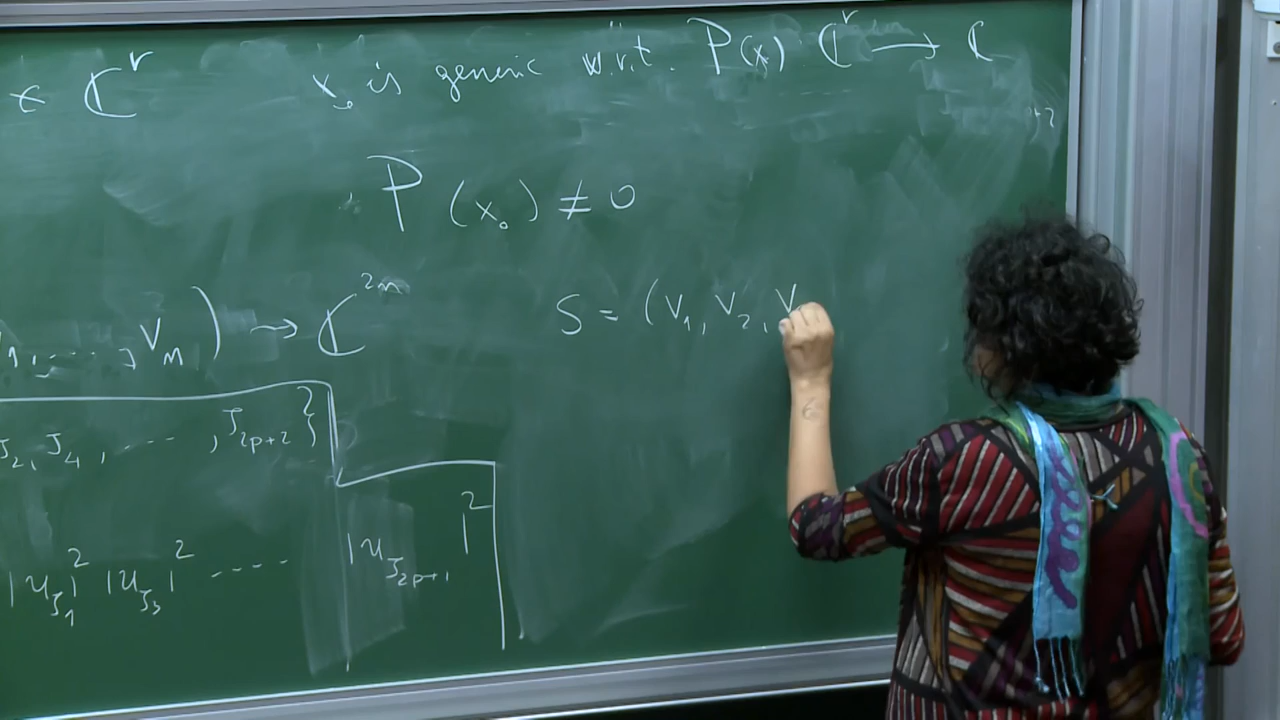 ∈ ℂ^r x₀ is generic w.r.t. P(x) : ℂ^r → ℂ
P(x₀) ≠ 0
₁, ..., V_m) → ℂ^{2m} S = (V₁, V₂, V
J₂, J₄, ---- , J_{2p+2}}
|u_{J₁}|² |u_{J₃}|² ---- |u_{J_{2p+1}}|²